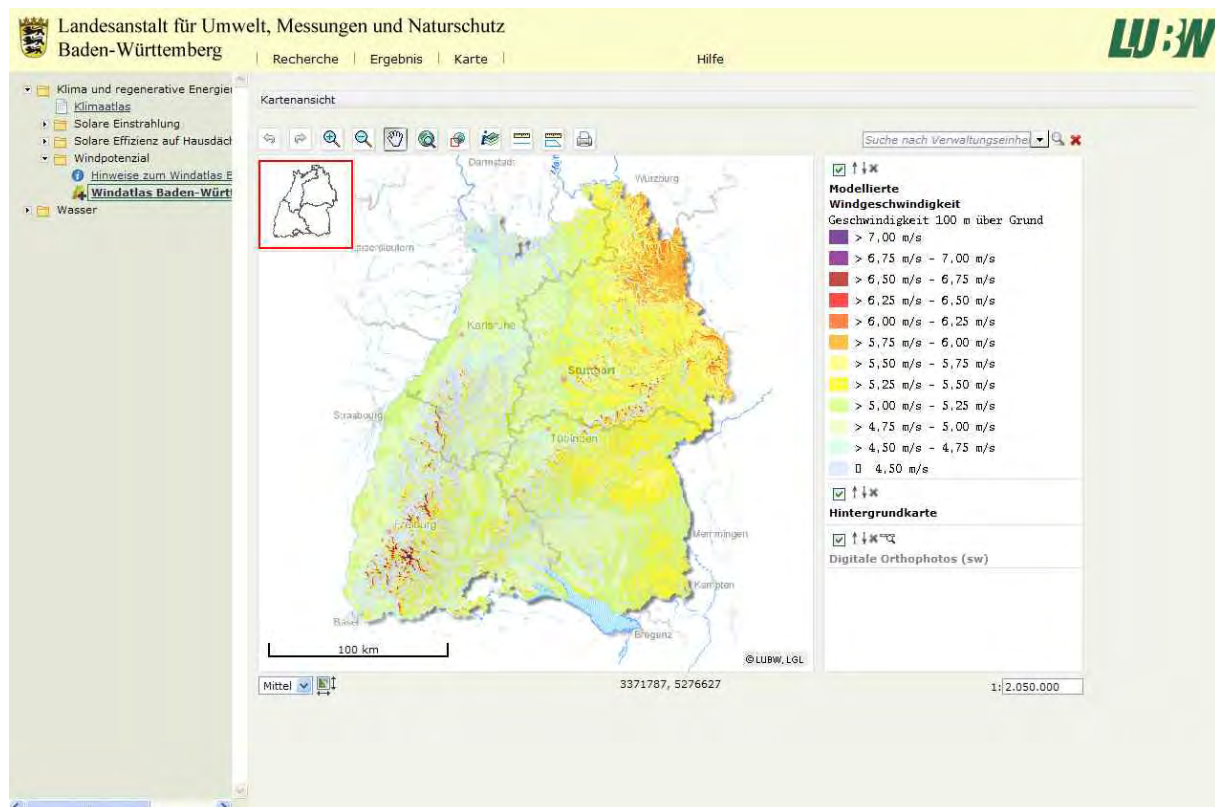 Landesanstalt für Umwelt, Messungen und Naturschutz
Baden-Württemberg
Recherche Ergebnis Karte Hilfe
LUBW
Klima und regenerative Energien
Klimaatlas
Solare Einstrahlung
Solare Effizienz auf Hausdäch
Windpotenzial
Hinweise zum Windatlas B
Windatlas Baden-Württ
Wasser
Kartenansicht
Suche nach Verwaltungseinhei
Darmstadt
Main
Würzburg
Karlsruhe
Stuttgart
Strasbourg
Tübingen
Freiburg
Memmingen
Kempten
Basel
Bregenz
100 km
© LUBW, LGL
Modellierte
Windgeschwindigkeit
Geschwindigkeit 100 m über Grund
> 7,00 m/s
> 6,75 m/s - 7,00 m/s
> 6,50 m/s - 6,75 m/s
> 6,25 m/s - 6,50 m/s
> 6,00 m/s - 6,25 m/s
> 5,75 m/s - 6,00 m/s
> 5,50 m/s - 5,75 m/s
> 5,25 m/s - 5,50 m/s
> 5,00 m/s - 5,25 m/s
> 4,75 m/s - 5,00 m/s
> 4,50 m/s - 4,75 m/s
▯ 4,50 m/s
Hintergrundkarte
Digitale Orthophotos (sw)
Mittel
3371787, 5276627
1: 2.050.000